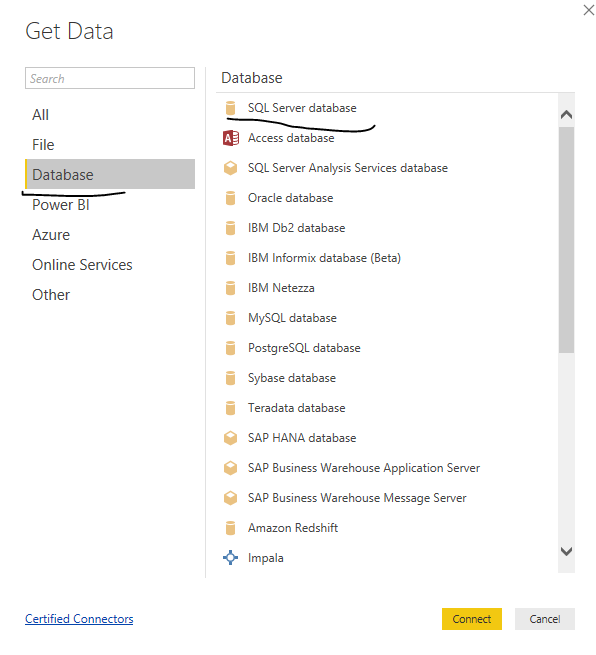 Get Data
Search
All
File
Database
Power BI
Azure
Online Services
Other
Database
SQL Server database
Access database
SQL Server Analysis Services database
Oracle database
IBM Db2 database
IBM Informix database (Beta)
IBM Netezza
MySQL database
PostgreSQL database
Sybase database
Teradata database
SAP HANA database
SAP Business Warehouse Application Server
SAP Business Warehouse Message Server
Amazon Redshift
Impala
Certified Connectors
Connect
Cancel